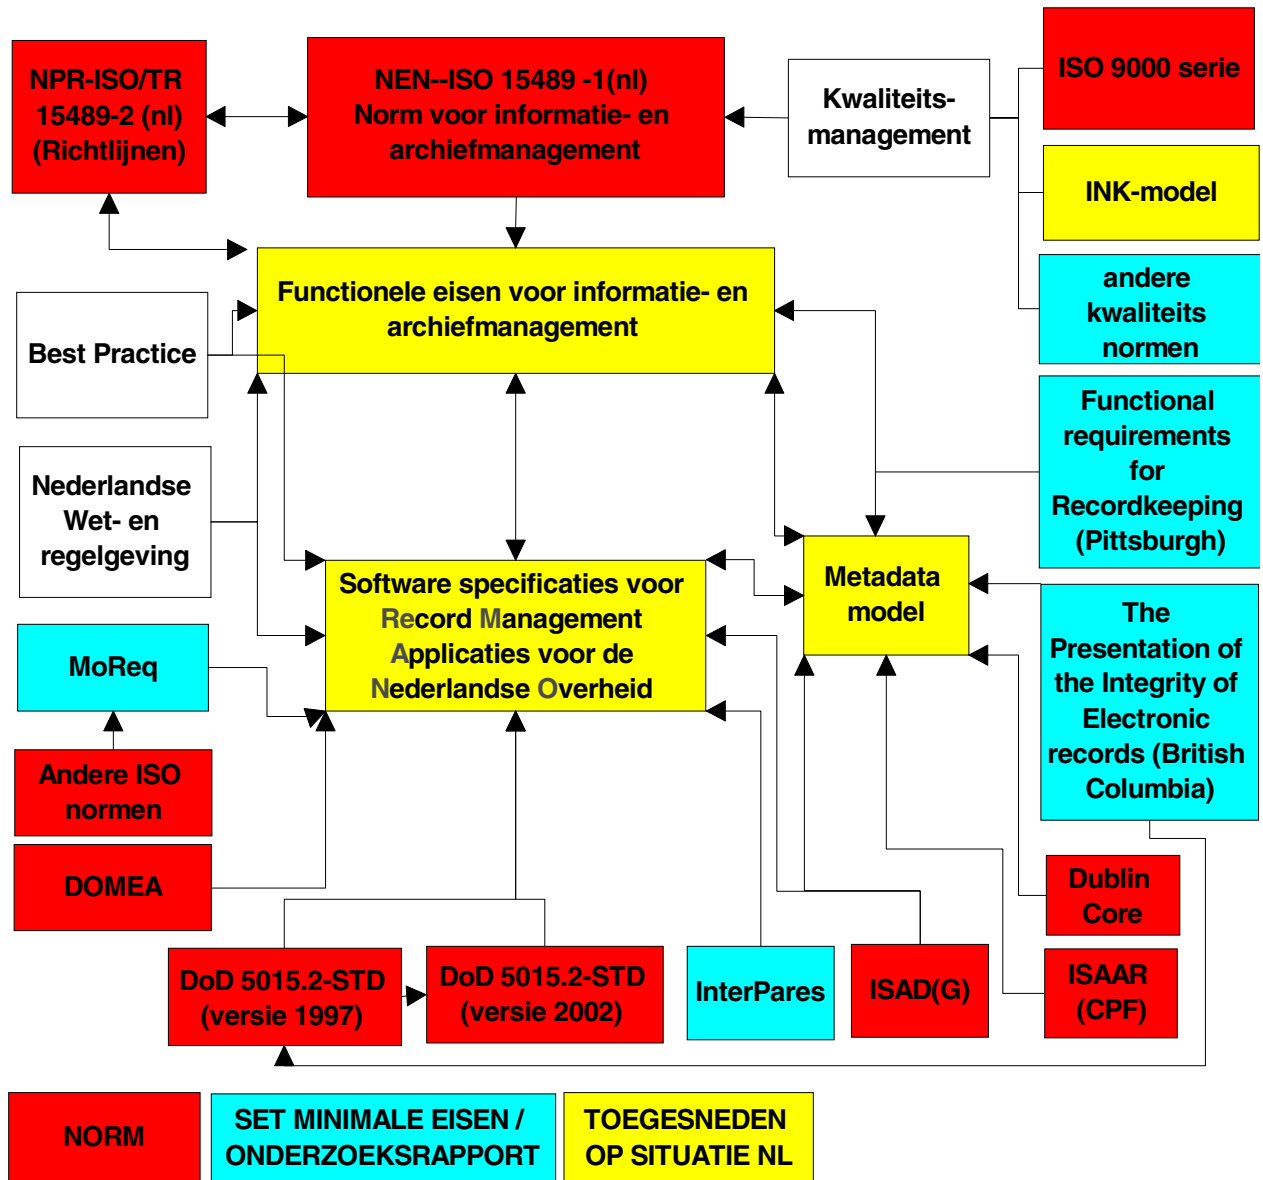 NPR-ISO/TR
15489-2 (nl)
(Richtlijnen)
NEN--ISO 15489 -1(nl)
Norm voor informatie- en
archiefmanagement
Kwaliteits-
management
ISO 9000 serie
INK-model
andere
kwaliteits
normen
Functionele eisen voor informatie- en
archiefmanagement
Best Practice
Functional
requirements
for
Recordkeeping
(Pittsburgh)
Nederlandse
Wet- en
regelgeving
Software specificaties voor
Record Management
Applicaties voor de
Nederlandse Overheid
Metadata
model
The
Presentation of
the Integrity of
Electronic
records (British
Columbia)
MoReq
Andere ISO
normen
DOMEA
Dublin
Core
DoD 5015.2-STD
(versie 1997)
DoD 5015.2-STD
(versie 2002)
InterPares
ISAD(G)
ISAAR
(CPF)
NORM
SET MINIMALE EISEN /
ONDERZOEKSRAPPORT
TOEGESNEDEN
OP SITUATIE NL